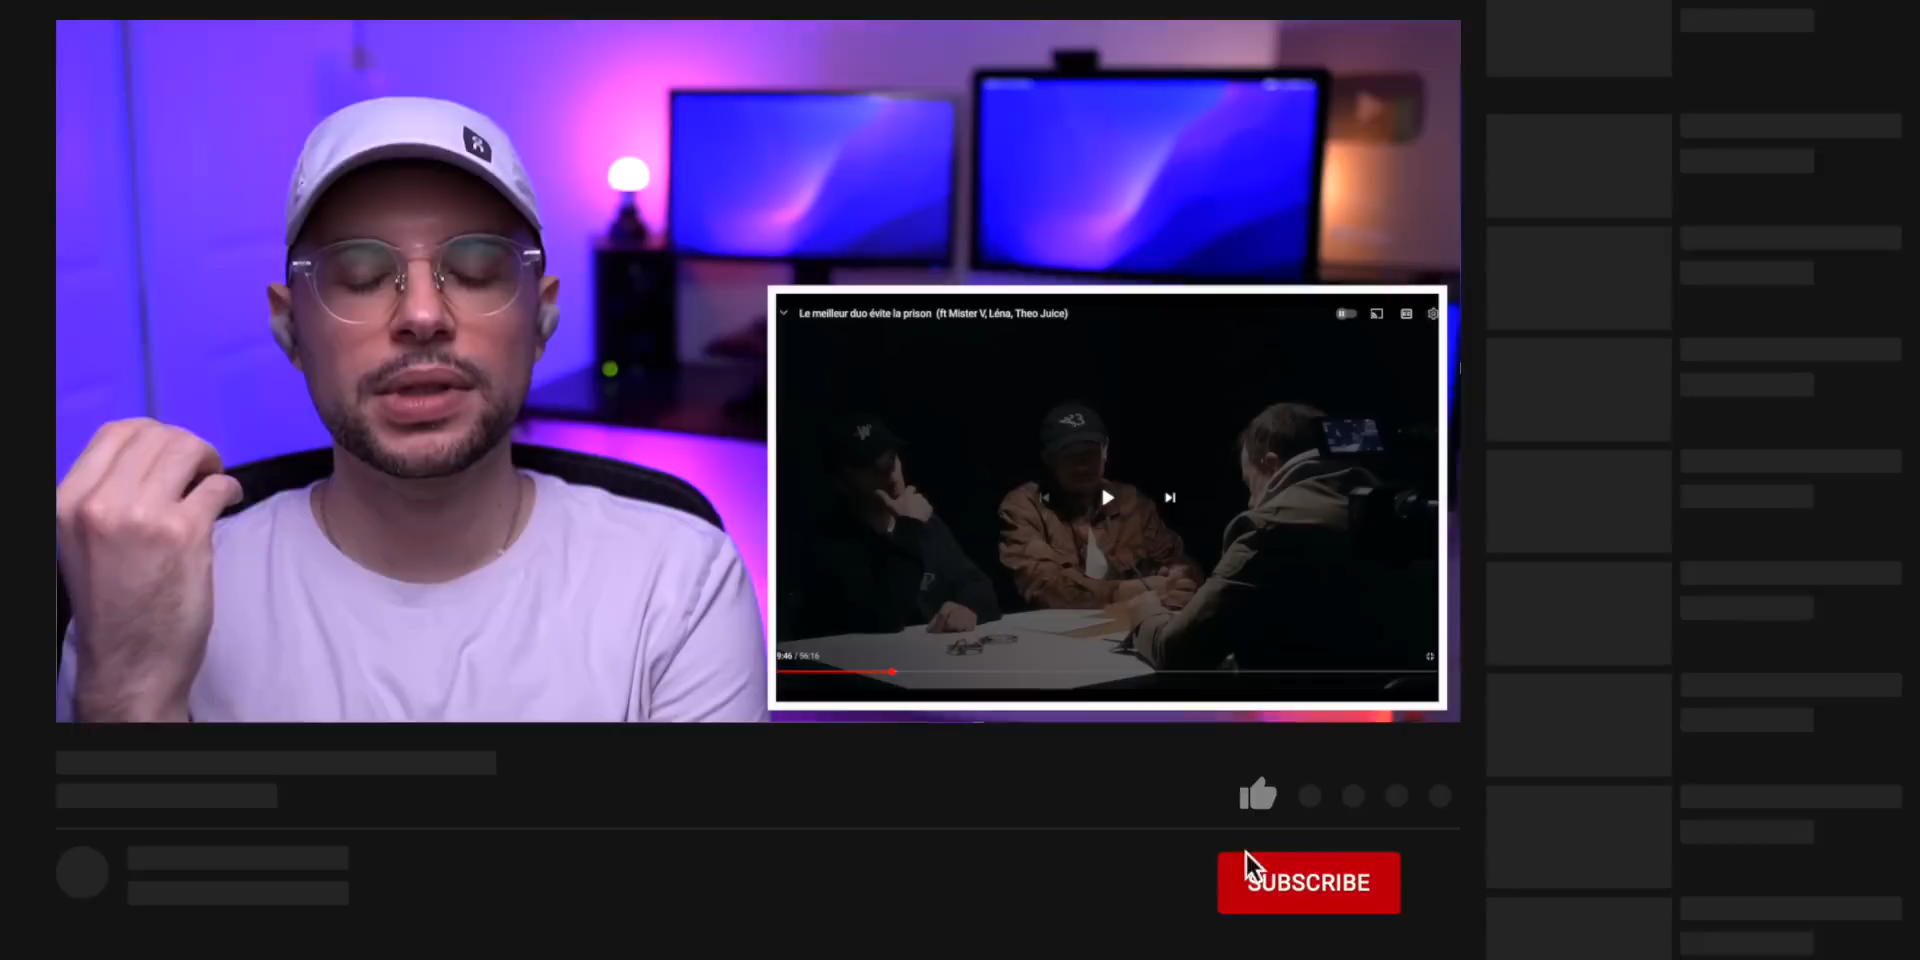 Le meilleur duo évite la prison (ft Mister V, Léna, Theo Juice)
9:46 / 56:16
SUBSCRIBE